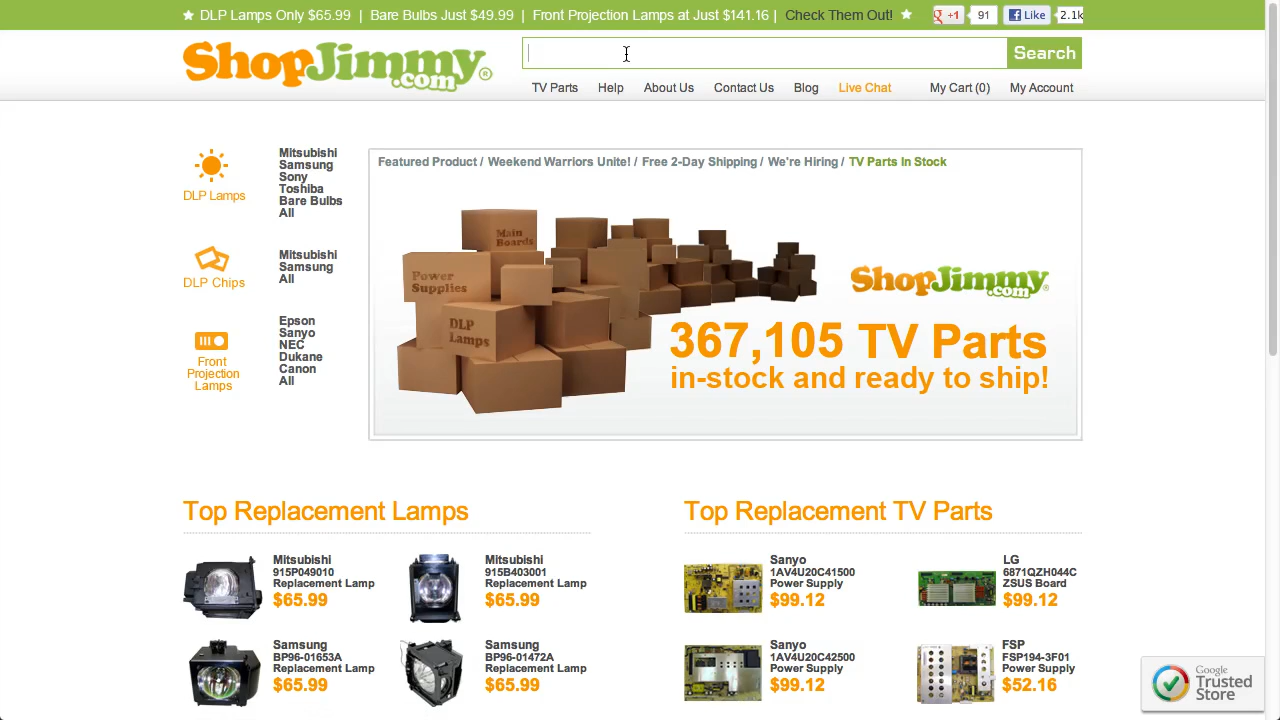 DLP Lamps Only $65.99 | Bare Bulbs Just $49.99 | Front Projection Lamps at Just $141.16 | Check Them Out!
+1 91 Like 2.1k
ShopJimmy.com®
Search
TV Parts Help About Us Contact Us Blog Live Chat My Cart (0) My Account
DLP Lamps
Mitsubishi
Samsung
Sony
Toshiba
Bare Bulbs
All
DLP Chips
Mitsubishi
Samsung
All
Front
Projection
Lamps
Epson
Sanyo
NEC
Dukane
Canon
All
Featured Product / Weekend Warriors Unite! / Free 2-Day Shipping / We're Hiring / TV Parts In Stock
Main
Boards
Power
Supplies
DLP
Lamps
ShopJimmy.com®
367,105 TV Parts
in-stock and ready to ship!
Top Replacement Lamps
Mitsubishi
915P049010
Replacement Lamp
$65.99
Mitsubishi
915B403001
Replacement Lamp
$65.99
Samsung
BP96-01653A
Replacement Lamp
$65.99
Samsung
BP96-01472A
Replacement Lamp
$65.99
Top Replacement TV Parts
Sanyo
1AV4U20C41500
Power Supply
$99.12
LG
6871QZH044C
ZSUS Board
$99.12
Sanyo
1AV4U20C42500
Power Supply
$99.12
FSP
FSP194-3F01
Power Supply
$52.16
Google
Trusted
Store